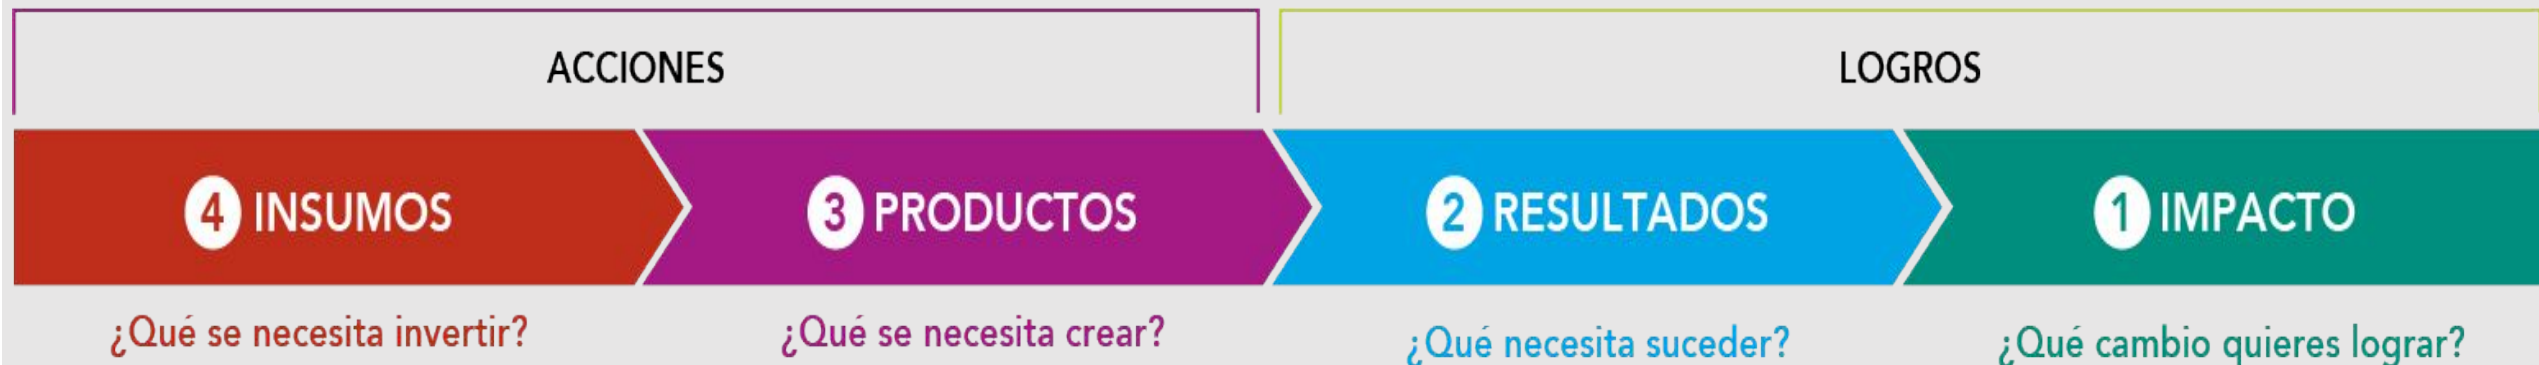 ACCIONES
LOGROS
4 INSUMOS
3 PRODUCTOS
2 RESULTADOS
1 IMPACTO
¿Qué se necesita invertir?
¿Qué se necesita crear?
¿Qué necesita suceder?
¿Qué cambio quieres lograr?